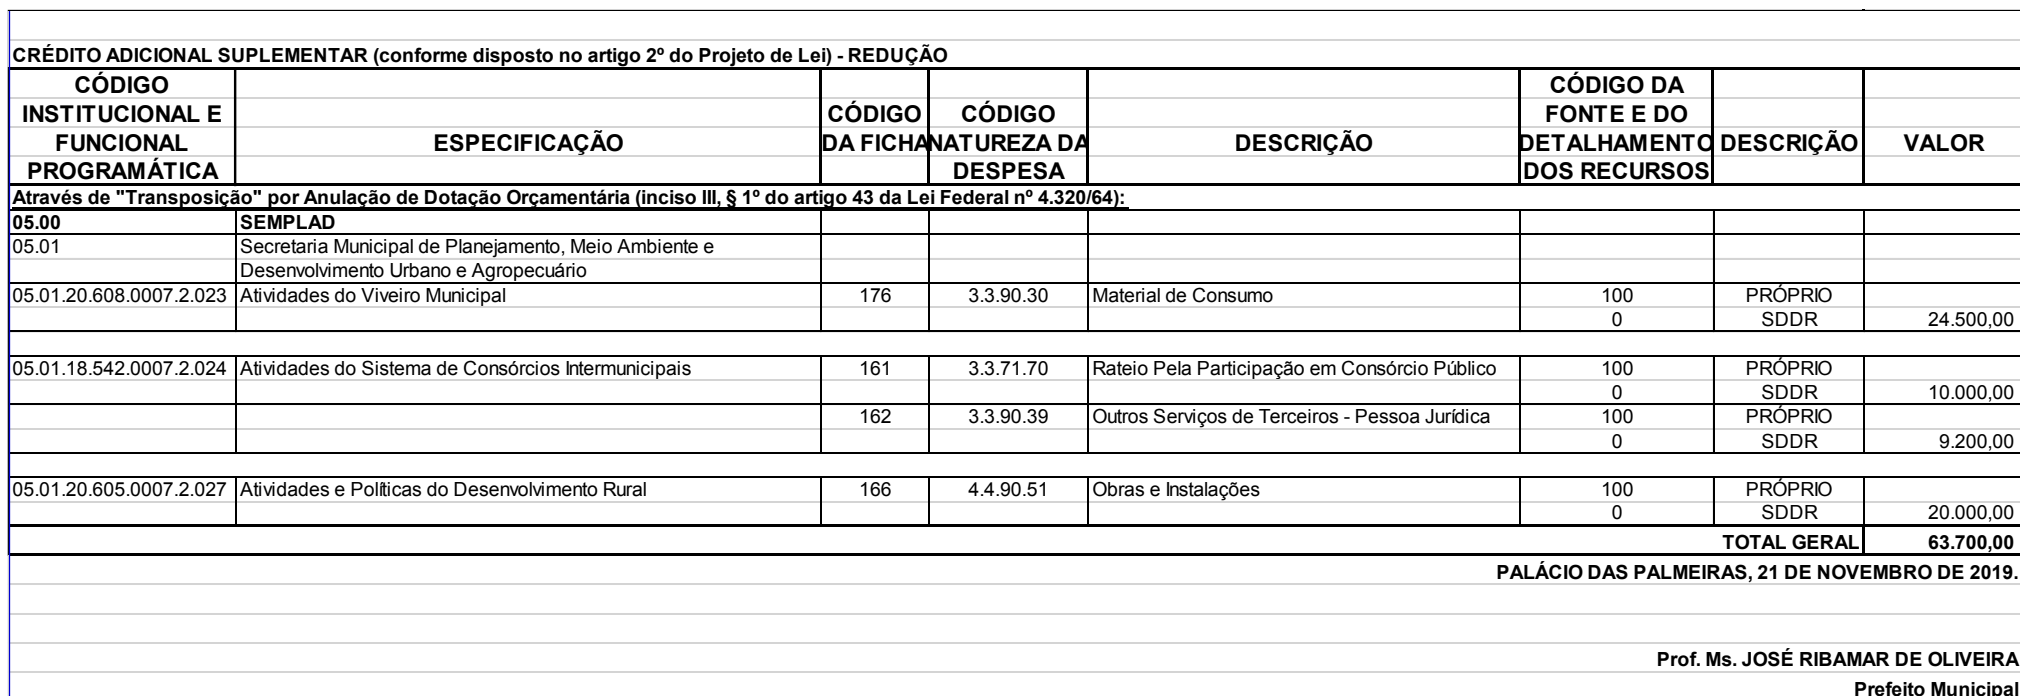 CRÉDITO ADICIONAL SUPLEMENTAR (conforme disposto no artigo 2º do Projeto de Lei) - REDUÇÃO
CÓDIGO INSTITUCIONAL E FUNCIONAL PROGRAMÁTICA ESPECIFICAÇÃO CÓDIGO DA FICHA CÓDIGO NATUREZA DA DESPESA DESCRIÇÃO CÓDIGO DA FONTE E DO DETALHAMENTO DOS RECURSOS DESCRIÇÃO VALOR
Através de "Transposição" por Anulação de Dotação Orçamentária (inciso III, § 1º do artigo 43 da Lei Federal nº 4.320/64):
05.00 SEMPLAD
05.01 Secretaria Municipal de Planejamento, Meio Ambiente e
Desenvolvimento Urbano e Agropecuário
05.01.20.608.0007.2.023 Atividades do Viveiro Municipal 176 3.3.90.30 Material de Consumo 100 PRÓPRIO
0 SDDR 24.500,00
05.01.18.542.0007.2.024 Atividades do Sistema de Consórcios Intermunicipais 161 3.3.71.70 Rateio Pela Participação em Consórcio Público 100 PRÓPRIO
0 SDDR 10.000,00
162 3.3.90.39 Outros Serviços de Terceiros - Pessoa Jurídica 100 PRÓPRIO
0 SDDR 9.200,00
05.01.20.605.0007.2.027 Atividades e Políticas do Desenvolvimento Rural 166 4.4.90.51 Obras e Instalações 100 PRÓPRIO
0 SDDR 20.000,00
TOTAL GERAL 63.700,00
PALÁCIO DAS PALMEIRAS, 21 DE NOVEMBRO DE 2019.
Prof. Ms. JOSÉ RIBAMAR DE OLIVEIRA
Prefeito Municipal